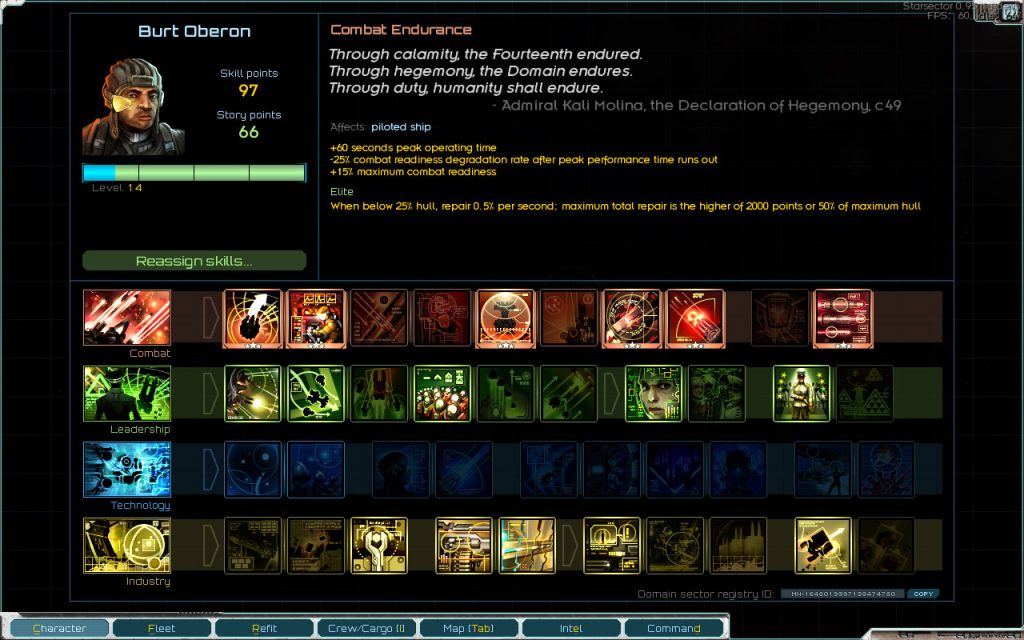 Starsector 0.95
FPS: 60
Burt Oberon
Skill points
97
Story points
66
Level 14
Reassign skills...
Combat Endurance
Through calamity, the Fourteenth endured.
Through hegemony, the Domain endures.
Through duty, humanity shall endure.
- Admiral Kali Molina, the Declaration of Hegemony, c49
Affects: piloted ship
+60 seconds peak operating time
-25% combat readiness degradation rate after peak performance time runs out
+15% maximum combat readiness
Elite
When below 25% hull, repair 0.5% per second; maximum total repair is the higher of 2000 points or 50% of maximum hull
Combat
Leadership
Technology
Industry
Domain sector registry ID:
COPY
Character
Fleet
Refit
Crew/Cargo [I]
Map [Tab]
Intel
Command